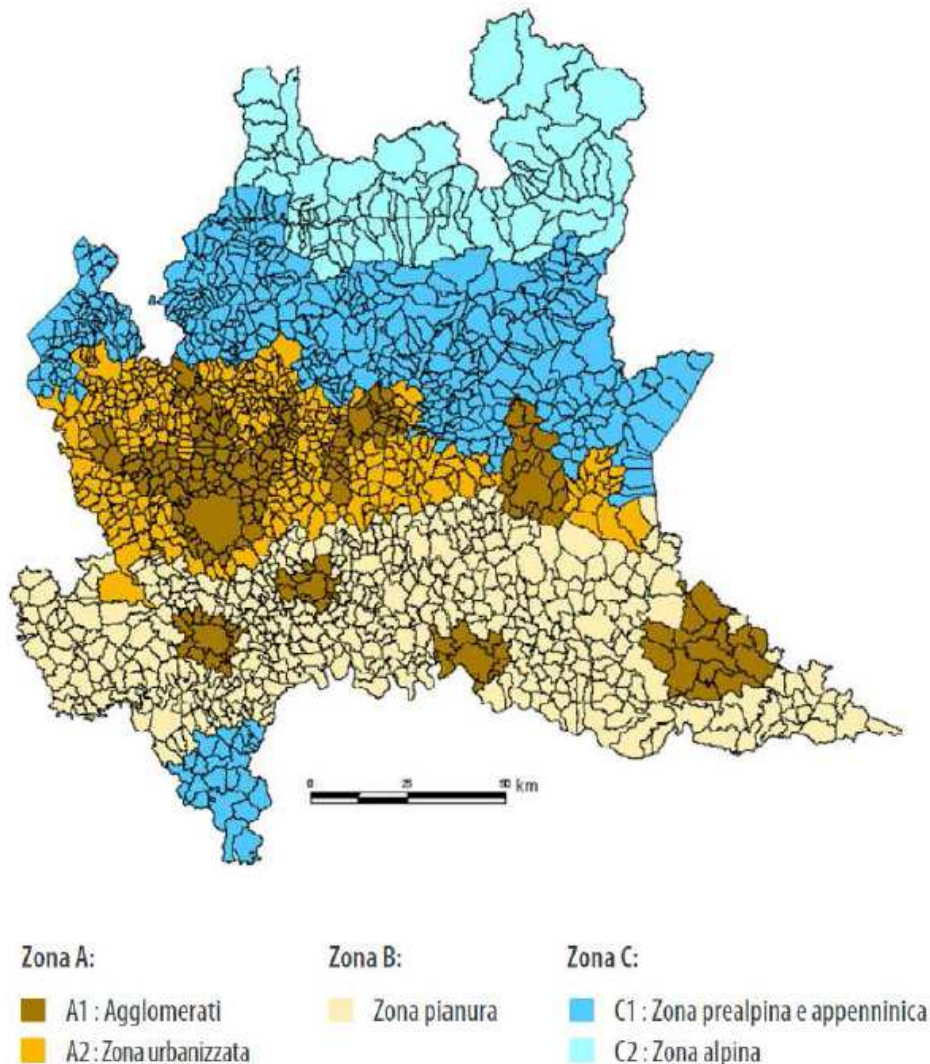 0 25 50 km
Zona A: Zona B: Zona C:
A1 : Agglomerati Zona pianura C1 : Zona prealpina e appenninica
A2 : Zona urbanizzata C2 : Zona alpina